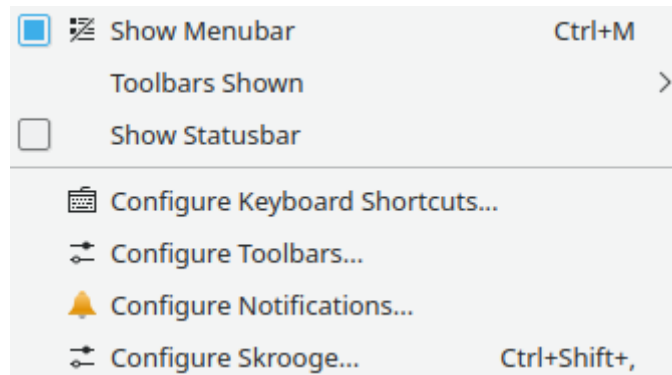 Show Menubar Ctrl+M
Toolbars Shown
Show Statusbar
Configure Keyboard Shortcuts...
Configure Toolbars...
Configure Notifications...
Configure Skrooge... Ctrl+Shift+,